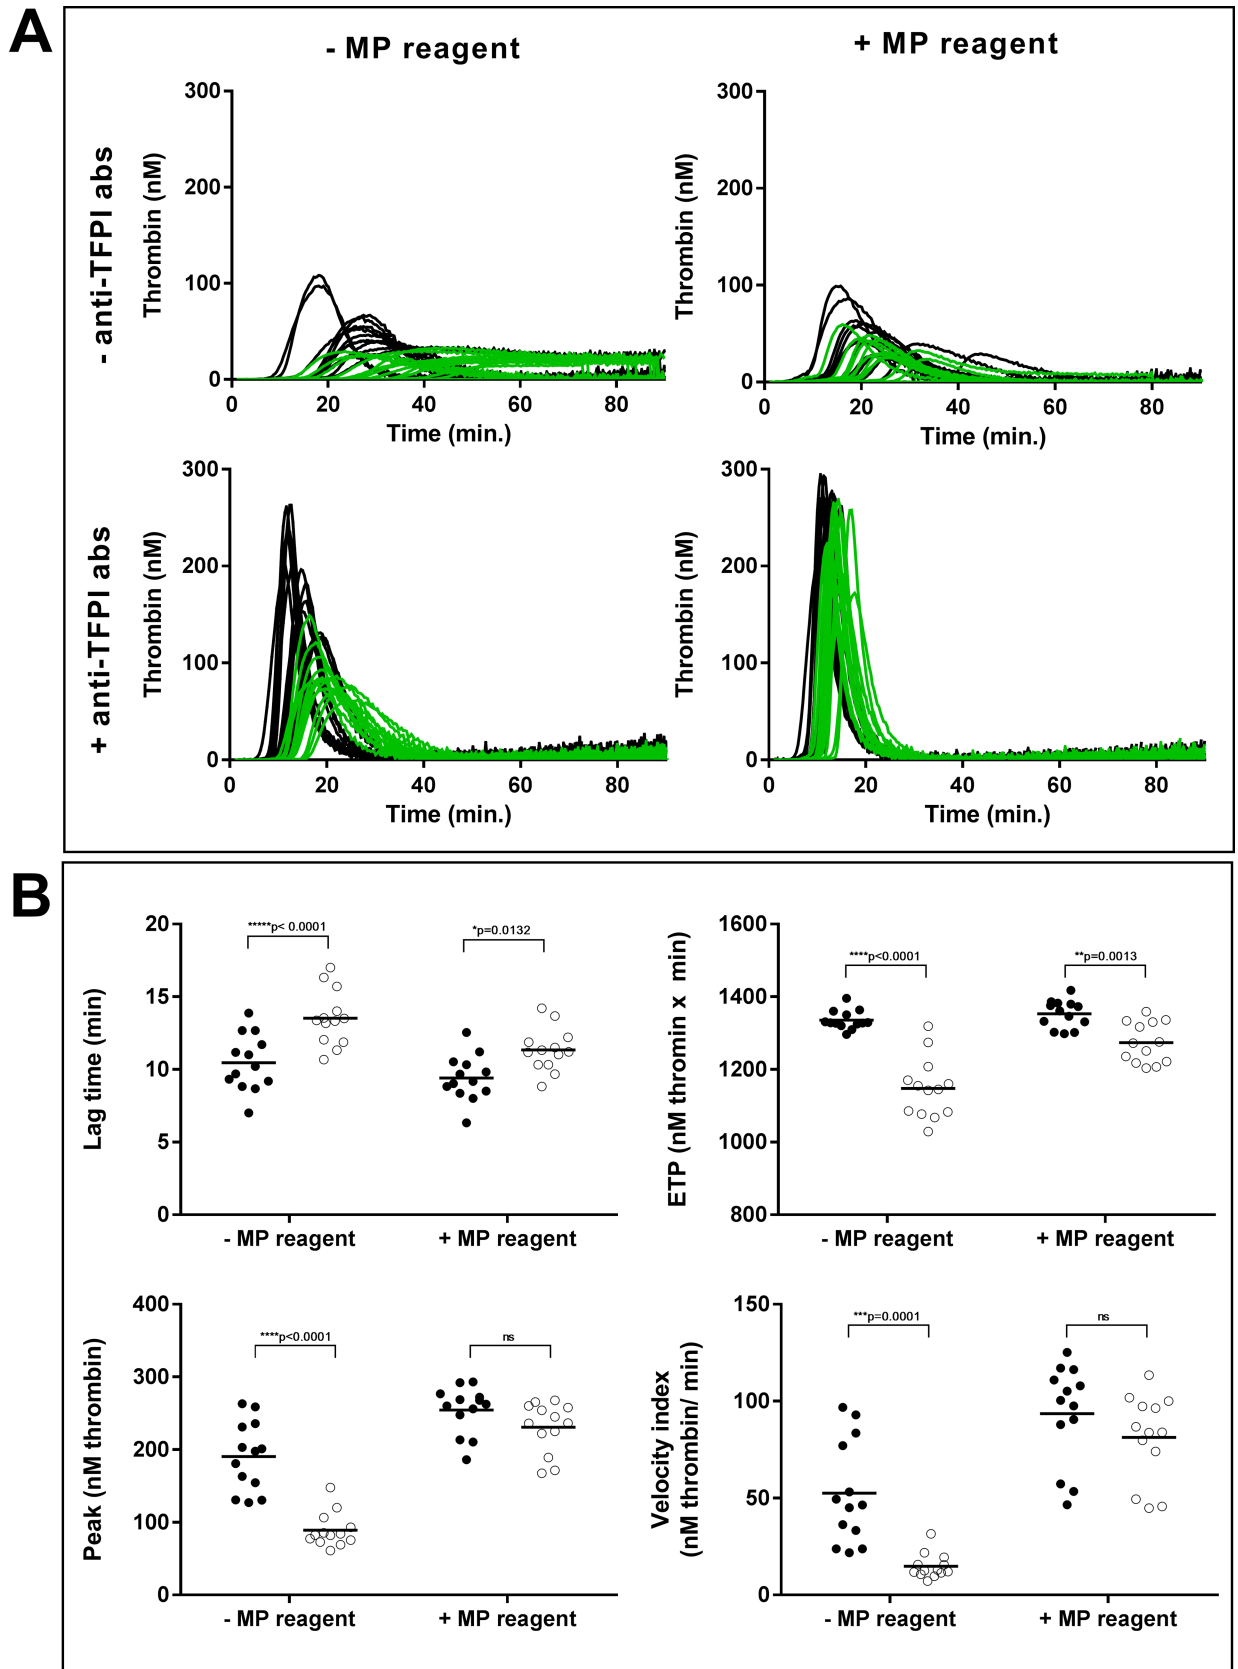 A
- MP reagent
+ MP reagent
- anti-TFPI abs
Thrombin (nM)
300
200
100
0
0 20 40 60 80
Time (min.)
Thrombin (nM)
300
200
100
0
0 20 40 60 80
Time (min.)
+ anti-TFPI abs
Thrombin (nM)
300
200
100
0
0 20 40 60 80
Time (min.)
Thrombin (nM)
300
200
100
0
0 20 40 60 80
Time (min.)
B
Lag time (min)
20
15
10
5
0
*****p< 0.0001
*p=0.0132
- MP reagent
+ MP reagent
ETP (nM thromin x min)
1600
1400
1200
1000
800
****p<0.0001
**p=0.0013
- MP reagent
+ MP reagent
Peak (nM thrombin)
400
300
200
100
0
****p<0.0001
ns
- MP reagent
+ MP reagent
Velocity index
(nM thrombin/ min)
150
100
50
0
***p=0.0001
ns
- MP reagent
+ MP reagent